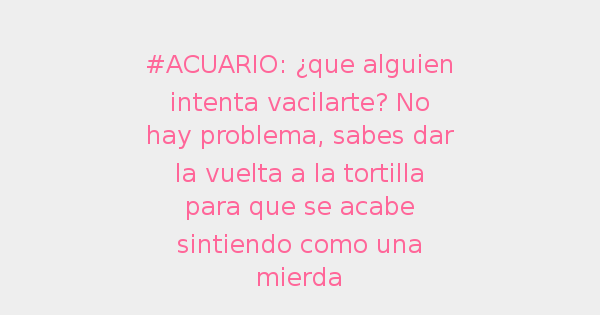 #ACUARIO: ¿que alguien
intenta vacilarte? No
hay problema, sabes dar
la vuelta a la tortilla
para que se acabe
sintiendo como una
mierda